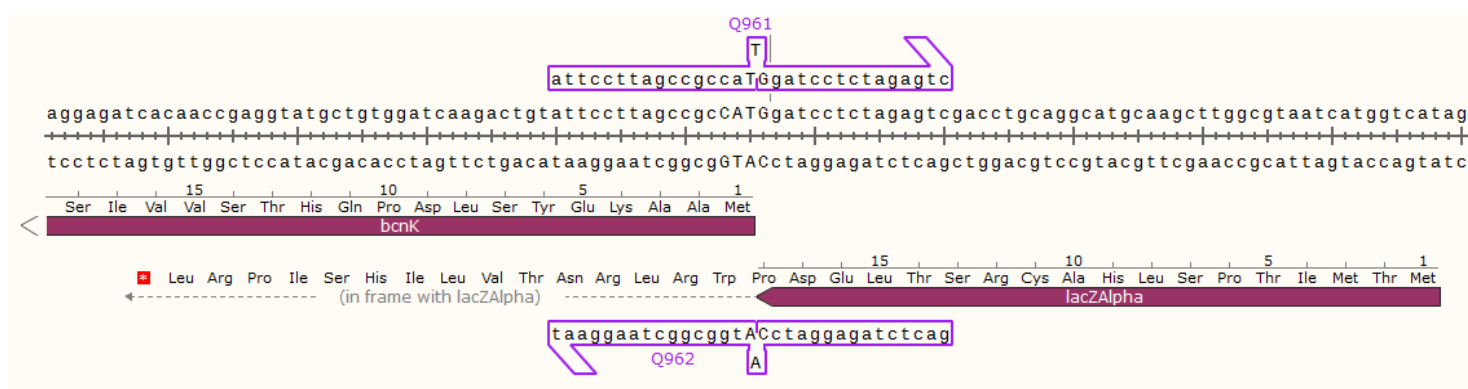 Q961
T
attccttagccgccaTGgatcctctagagtc
aggagatcacaaccgaggtatgctgtggatcaagactgtattccttagccgcCATGgatcctctagagtcgacctgcaggcatgcaagcttggcgtaatcatggtcatag
tcctctagtgttggctccatacgacacctagttctgacataaggaatcggcgGTACctaggagatctcagctggacgtccgtacgttcgaaccgcattagtaccagtatc
15 10 5 1
Ser Ile Val Val Ser Thr His Gln Pro Asp Leu Ser Tyr Glu Lys Ala Ala Met
bcnK
15 10 5 1
* Leu Arg Pro Ile Ser His Ile Leu Val Thr Asn Arg Leu Arg Trp Pro Asp Glu Leu Thr Ser Arg Cys Ala His Leu Ser Pro Thr Ile Met Thr Met
(in frame with lacZAlpha) lacZAlpha
taaggaatcggcggtACctaggagatctcag
Q962
A